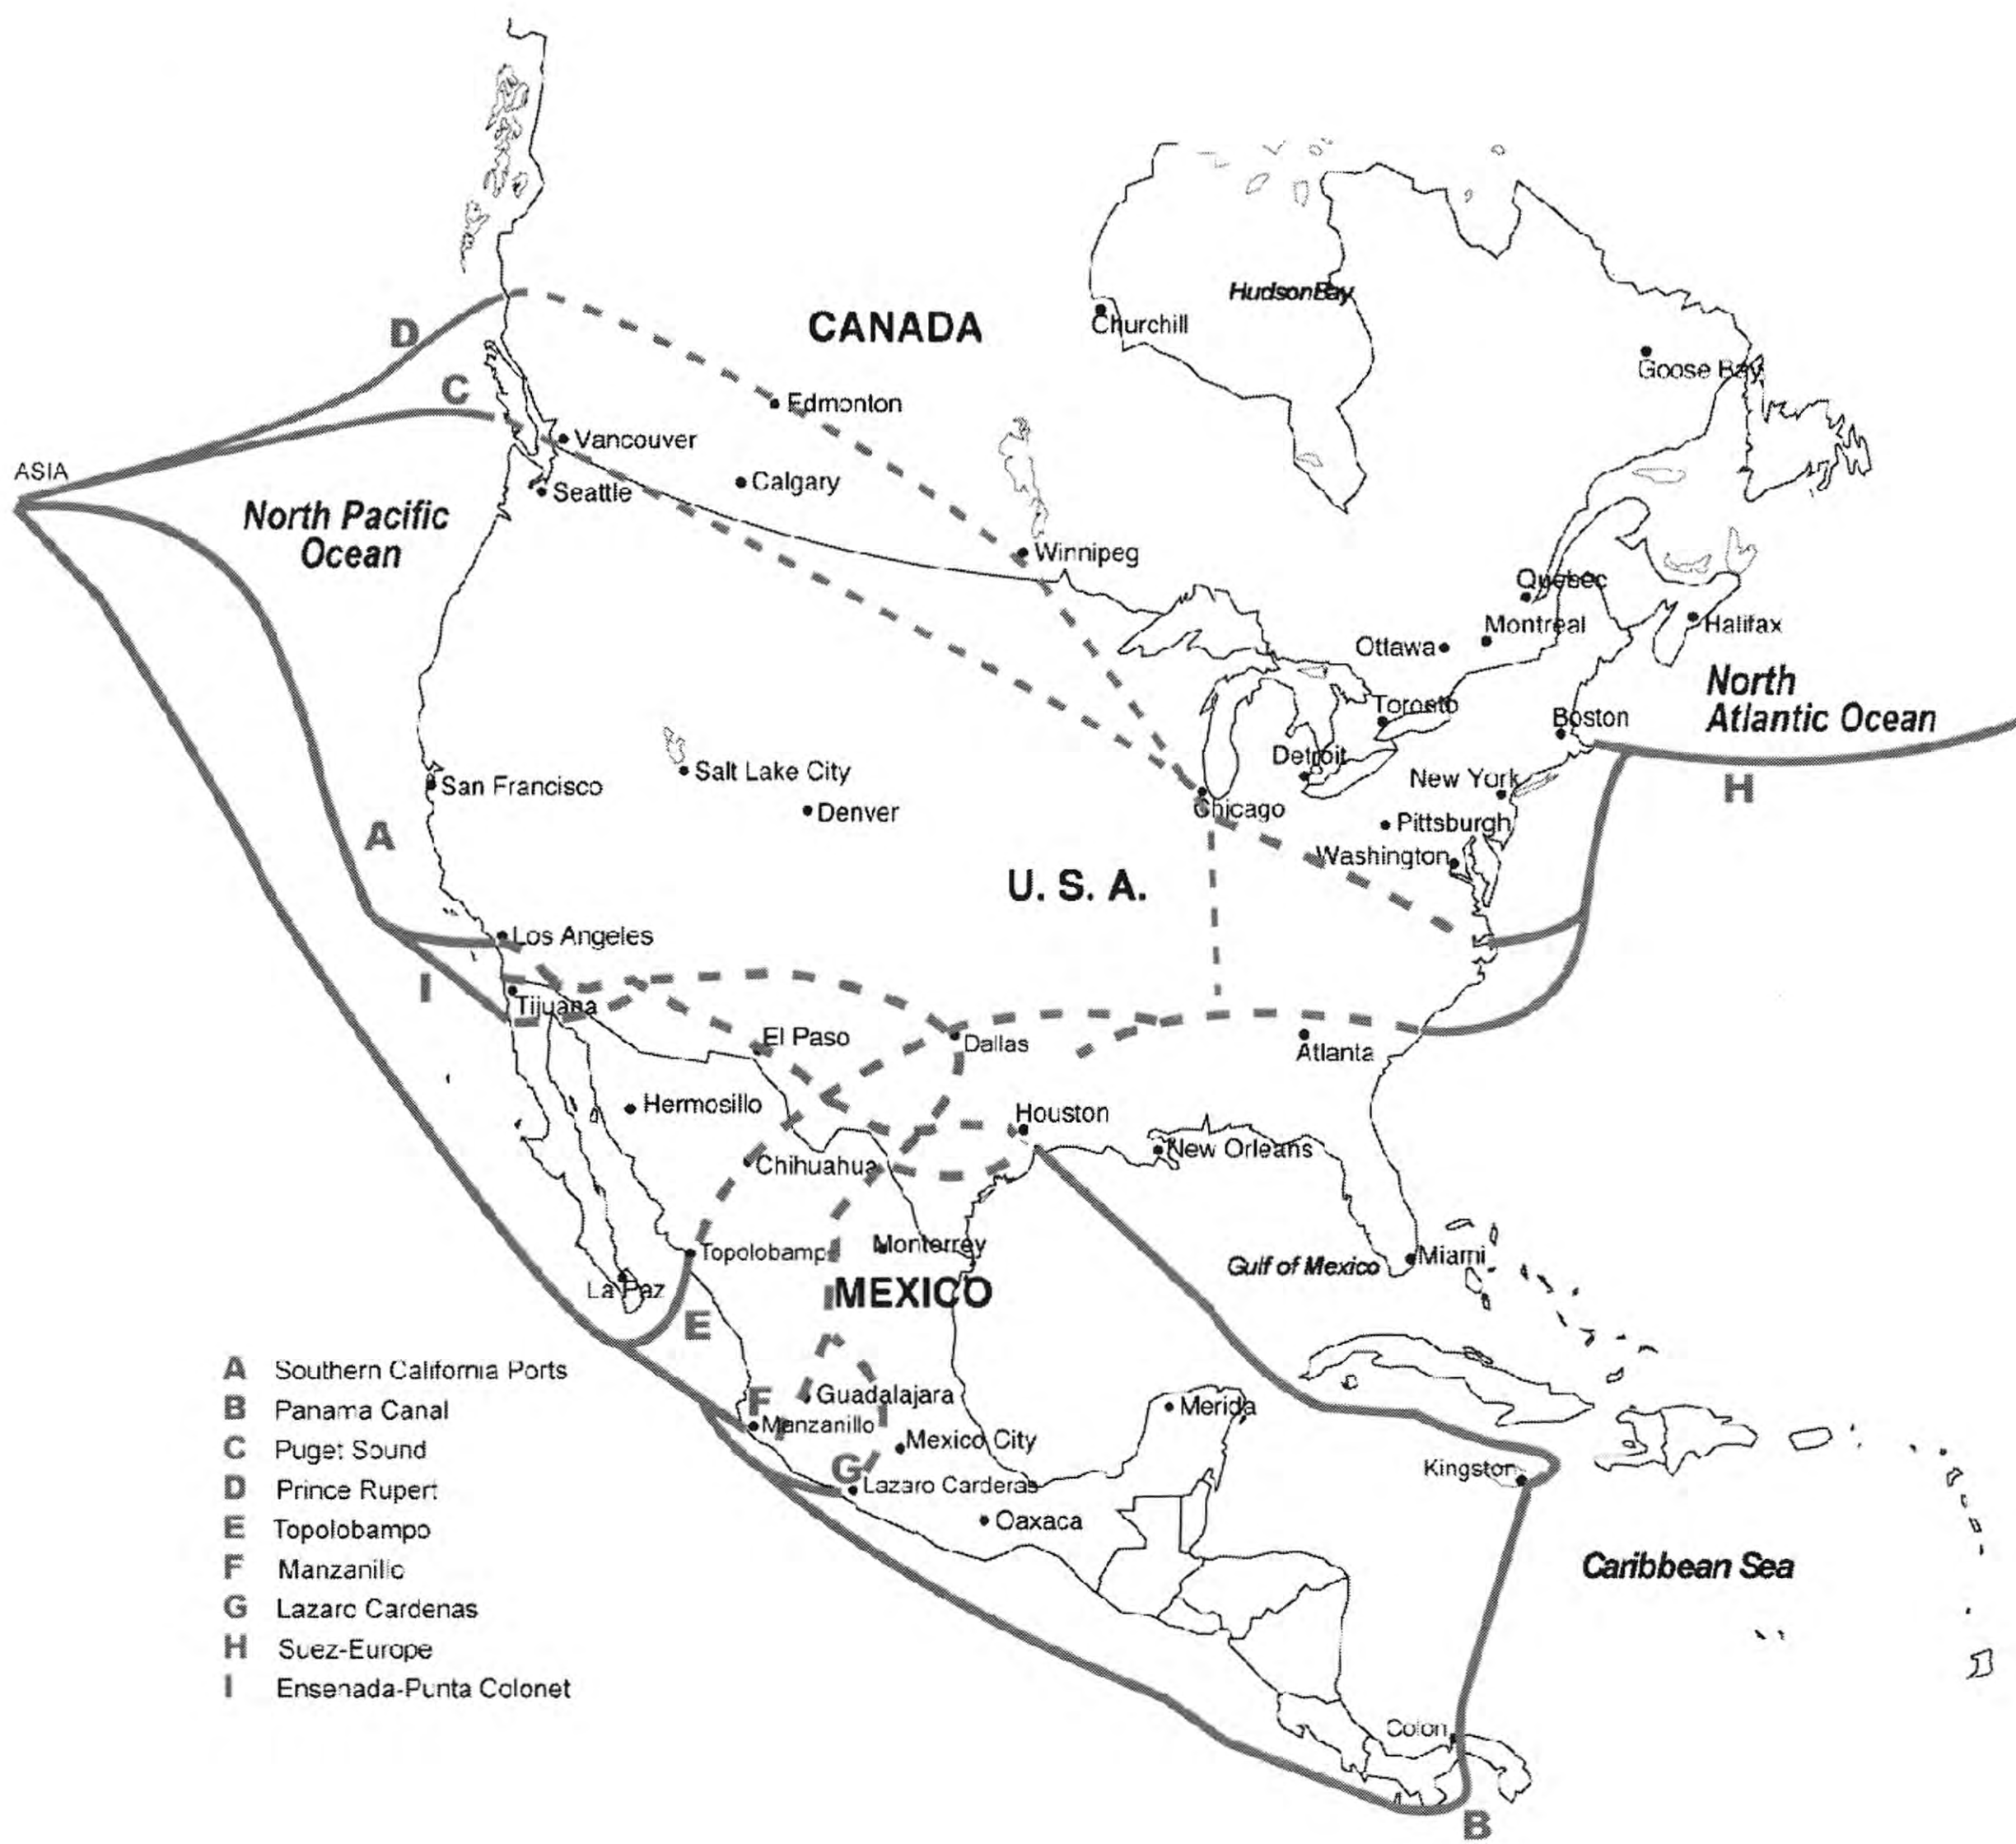 CANADA
HudsonBay
Churchill
Goose Bay
D
C
Edmonton
Vancouver
ASIA
Calgary
Seattle
North Pacific
Ocean
Winnipeg
Quebec
Montreal
Halifax
Ottawa
North
Atlantic Ocean
Toronto
Boston
Detroit
Salt Lake City
San Francisco
New York
H
Denver
Chicago
Pittsburgh
A
Washington
U. S. A.
Los Angeles
I
Tijuana
El Paso
Dallas
Atlanta
Hermosillo
Houston
New Orleans
Chihuahua
Topolobamp
Monterrey
Gulf of Mexico
Miami
La Paz
MEXICO
E
F
Guadalajara
Manzanillo
Merida
Mexico City
G
Lazaro Carderas
Kingston
Oaxaca
Caribbean Sea
Colon
B
A Southern California Ports
B Panama Canal
C Puget Sound
D Prince Rupert
E Topolobampo
F Manzanillo
G Lazaro Cardenas
H Suez-Europe
I Ensenada-Punta Colonet